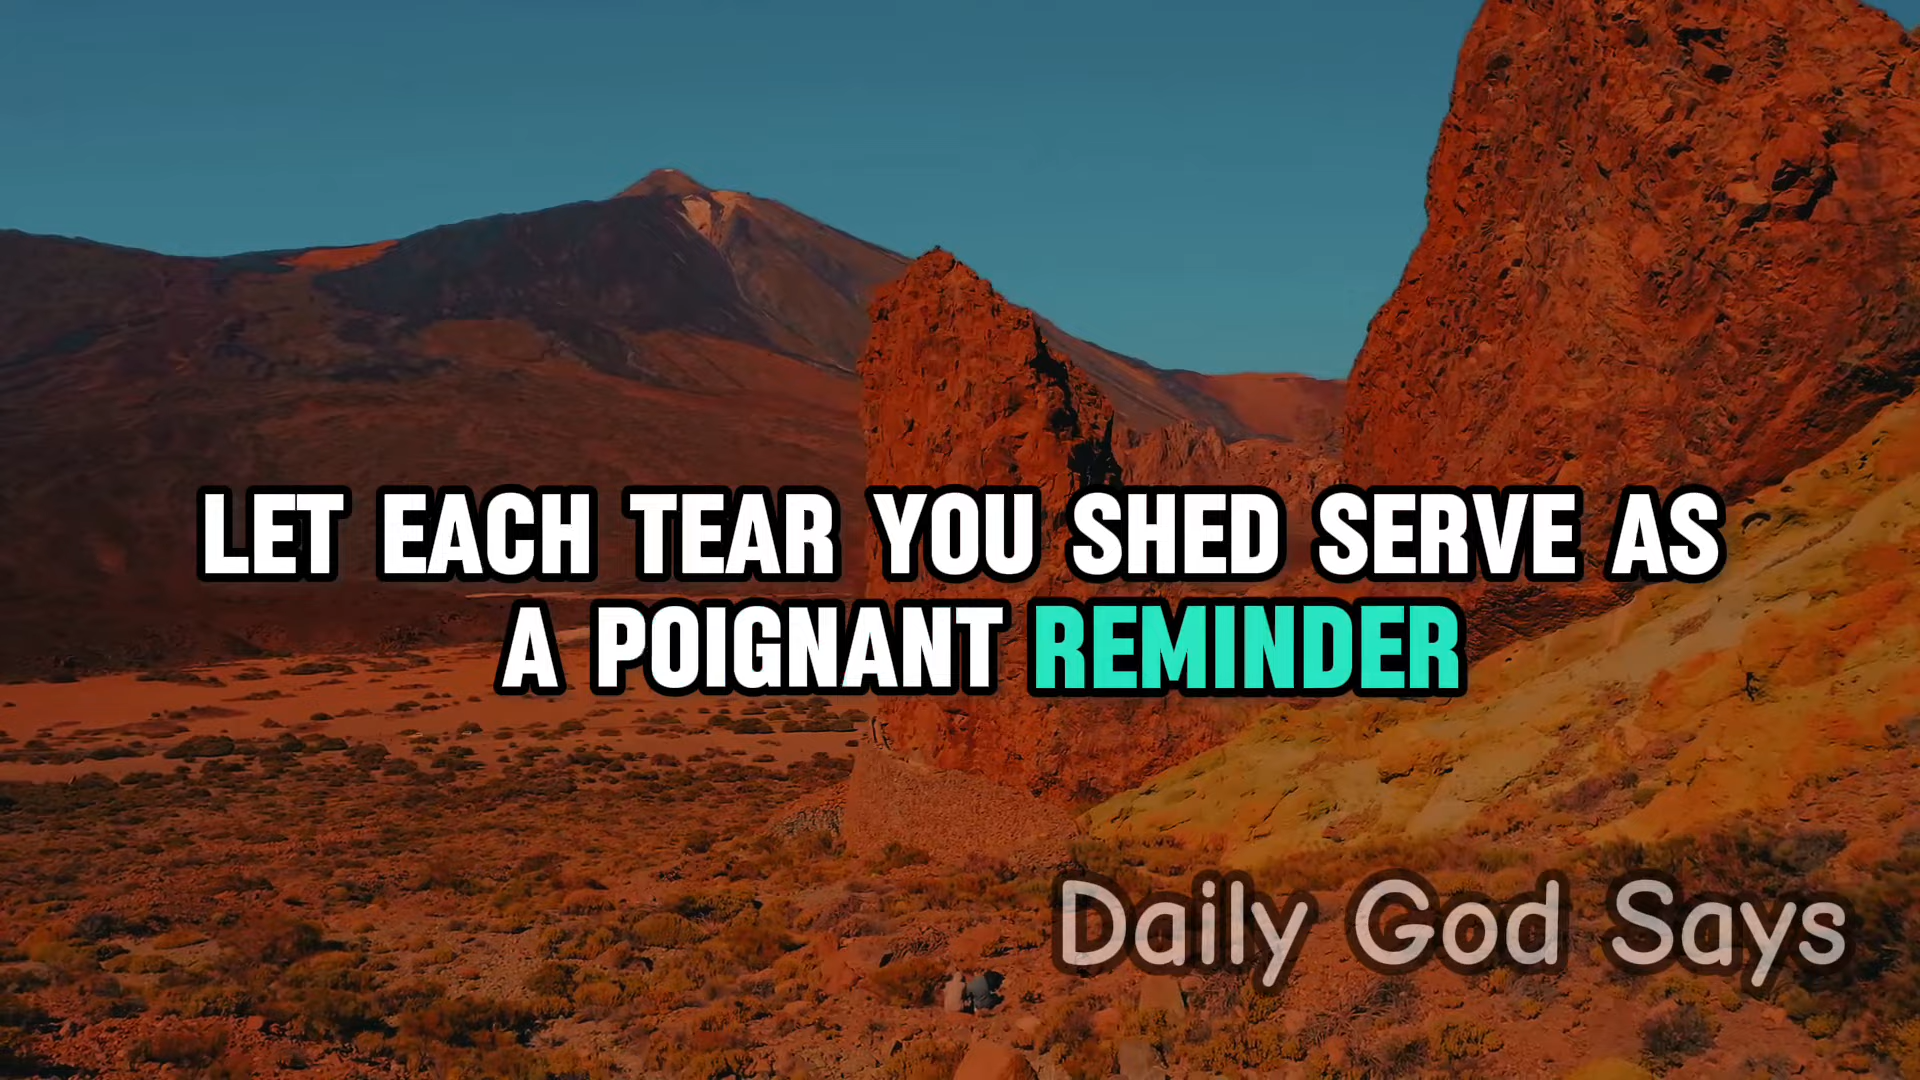 LET EACH TEAR YOU SHED SERVE AS
A POIGNANT REMINDER
Daily God Says